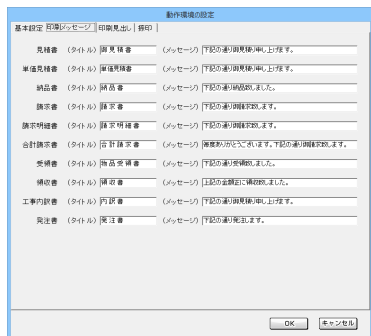 動作環境の設定
基本設定 印刷メッセージ 印刷見出し 捺印
見積書 (タイトル) 御 見 積 書 (メッセージ) 下記の通り御見積り申し上げます。
単価見積書 (タイトル) 単価見積書 (メッセージ) 下記の通り御見積り申し上げます。
納品書 (タイトル) 納 品 書 (メッセージ) 下記の通り納品致しました。
請求書 (タイトル) 請 求 書 (メッセージ) 下記の通り御請求致します。
請求明細書 (タイトル) 請 求 明 細 書 (メッセージ) 下記の通り御請求致します。
合計請求書 (タイトル) 合 計 請 求 書 (メッセージ) 毎度ありがとうございます。下記の通り御請求致します。
受領書 (タイトル) 物 品 受 領 書 (メッセージ) 下記の通り受領致しました。
領収書 (タイトル) 領 収 書 (メッセージ) 上記の金額正に領収致しました。
工事内訳書 (タイトル) 内 訳 書 (メッセージ) 下記の通り御見積り申し上げます。
発注書 (タイトル) 発 注 書 (メッセージ) 下記の通り発注します。
OK キャンセル